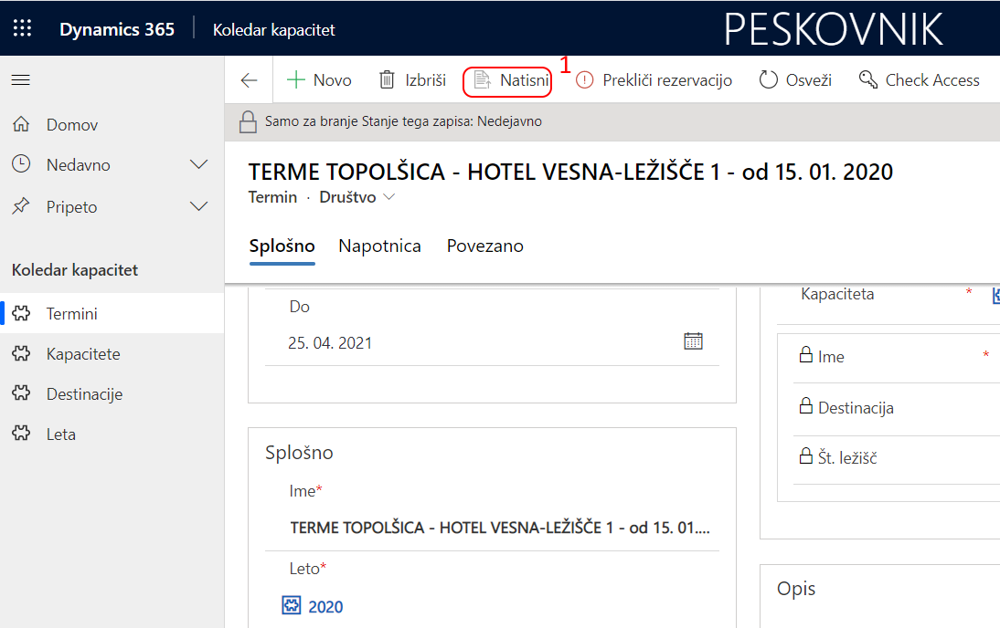 Dynamics 365
Koledar kapacitet
PESKOVNIK
Novo
Izbriši
Natisni
1
Prekliči rezervacijo
Osveži
Check Access
Samo za branje Stanje tega zapisa: Nedejavno
Domov
Nedavno
Pripeto
Koledar kapacitet
Termini
Kapacitete
Destinacije
Leta
TERME TOPOLŠICA - HOTEL VESNA-LEŽIŠČE 1 - od 15. 01. 2020
Termin · Društvo
Splošno
Napotnica
Povezano
Do
25. 04. 2021
Splošno
Ime*
TERME TOPOLŠICA - HOTEL VESNA-LEŽIŠČE 1 - od 15. 01....
Leto*
2020
Kapaciteta *
Ime *
Destinacija
Št. ležišč
Opis